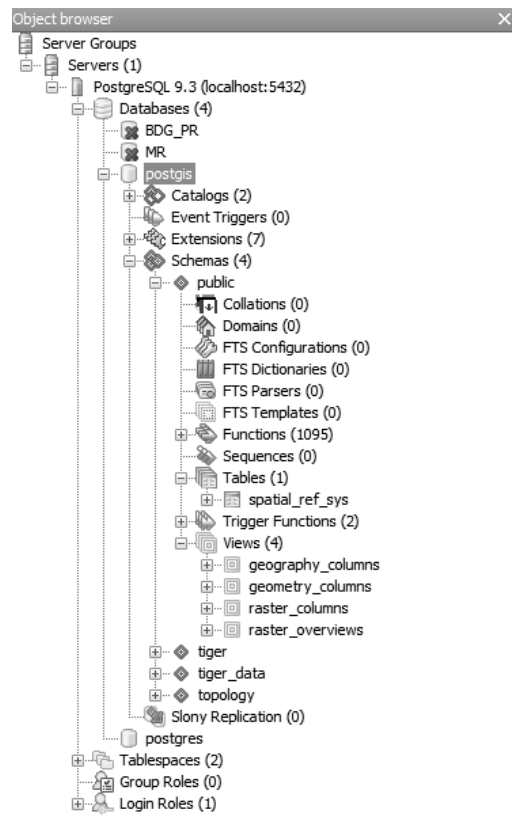 Object browser
Server Groups
Servers (1)
PostgreSQL 9.3 (localhost:5432)
Databases (4)
BDG_PR
MR
postgis
Catalogs (2)
Event Triggers (0)
Extensions (7)
Schemas (4)
public
Collations (0)
Domains (0)
FTS Configurations (0)
FTS Dictionaries (0)
FTS Parsers (0)
FTS Templates (0)
Functions (1095)
Sequences (0)
Tables (1)
spatial_ref_sys
Trigger Functions (2)
Views (4)
geography_columns
geometry_columns
raster_columns
raster_overviews
tiger
tiger_data
topology
Slony Replication (0)
postgres
Tablespaces (2)
Group Roles (0)
Login Roles (1)